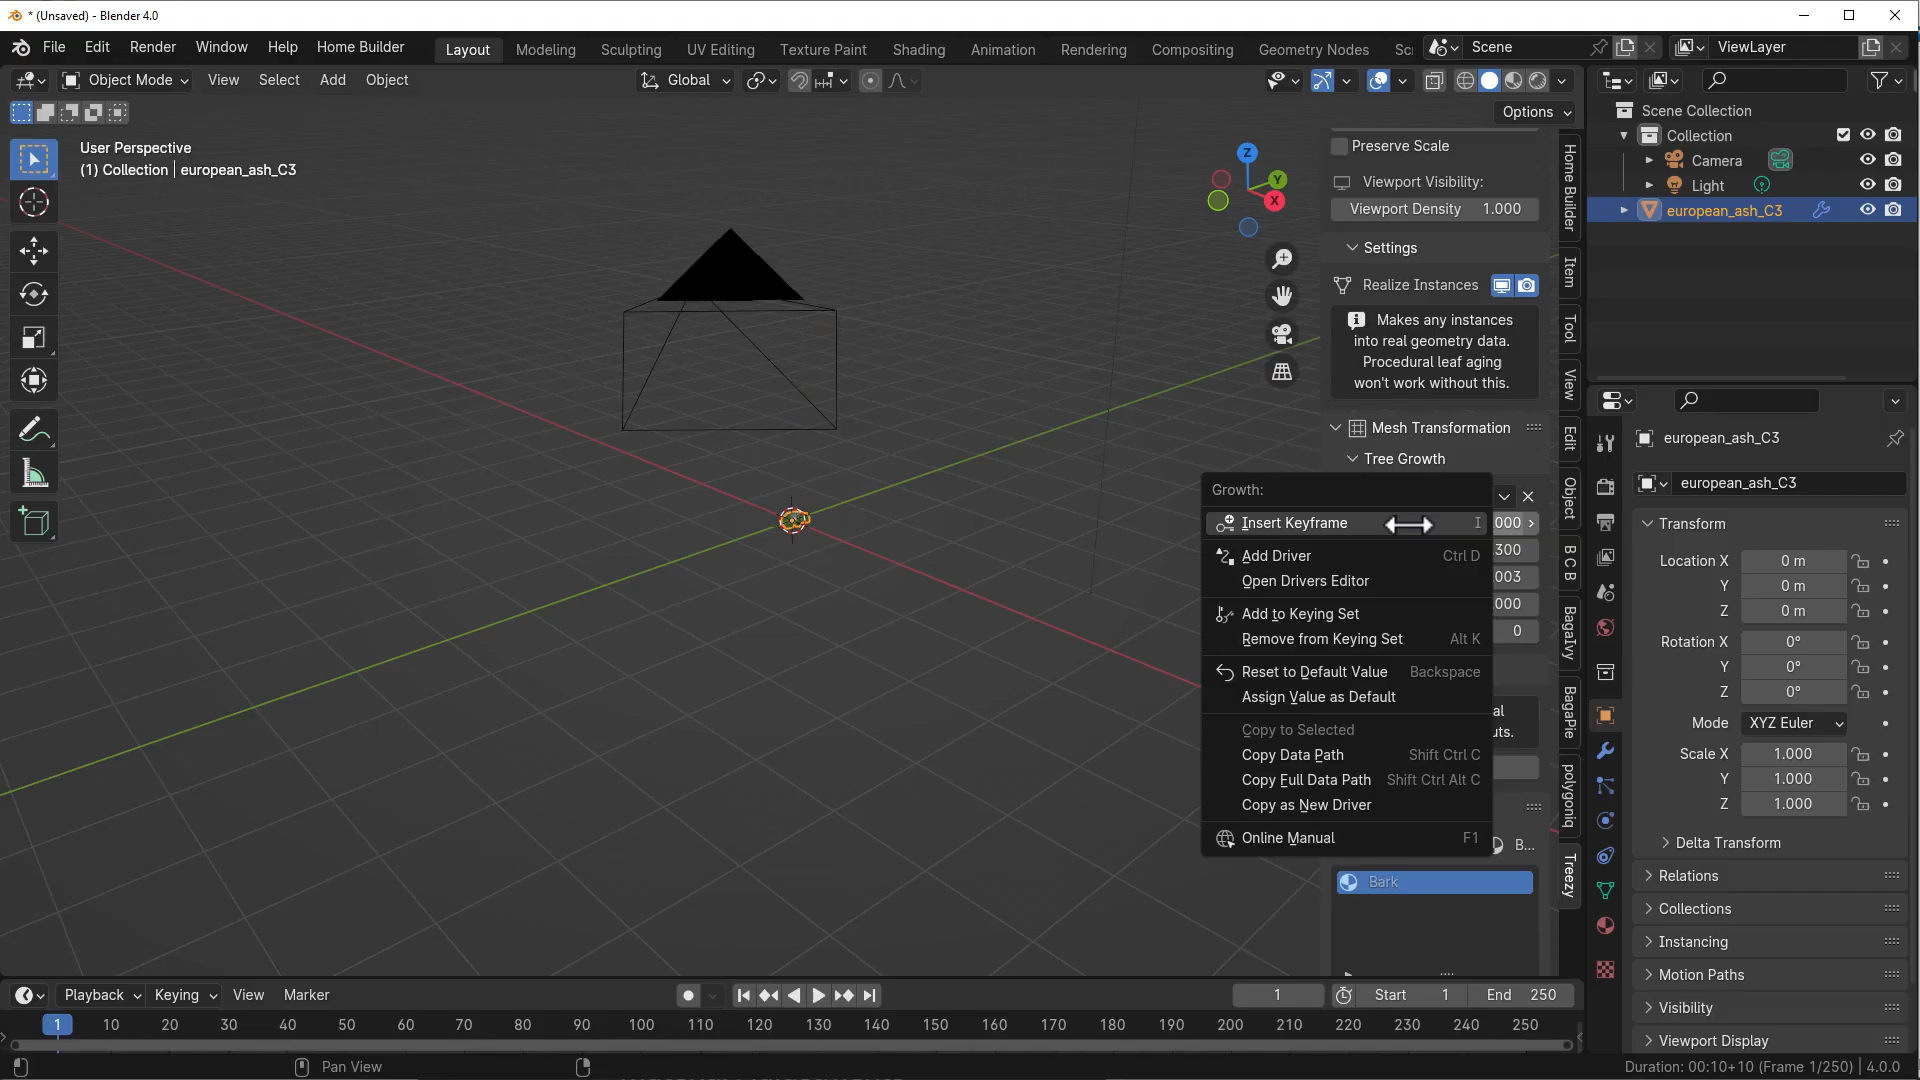 * (Unsaved) - Blender 4.0
File Edit Render Window Help Home Builder
Layout Modeling Sculpting UV Editing Texture Paint Shading Animation Rendering Compositing Geometry Nodes
Scene
ViewLayer
Object Mode View Select Add Object
Global
Options
User Perspective
(1) Collection | european_ash_C3
Z
Y
X
Preserve Scale
Viewport Visibility:
Viewport Density 1.000
Settings
Realize Instances
Makes any instances
into real geometry data.
Procedural leaf aging
won't work without this.
Mesh Transformation
Tree Growth
Growth:
Insert Keyframe I
Add Driver Ctrl D
Open Drivers Editor
Add to Keying Set
Remove from Keying Set Alt K
Reset to Default Value Backspace
Assign Value as Default
Copy to Selected
Copy Data Path Shift Ctrl C
Copy Full Data Path Shift Ctrl Alt C
Copy as New Driver
Online Manual F1
000
300
003
000
0
al
uts.
B...
Bark
Home Builder
Item
Tool
View
Edit
Object
B C B
BagaIvy
BagaPie
polygoniq
Treezy
Scene Collection
Collection
Camera
Light
european_ash_C3
european_ash_C3
european_ash_C3
Transform
Location X 0 m
Y 0 m
Z 0 m
Rotation X 0°
Y 0°
Z 0°
Mode XYZ Euler
Scale X 1.000
Y 1.000
Z 1.000
Delta Transform
Relations
Collections
Instancing
Motion Paths
Visibility
Viewport Display
Playback Keying View Marker
1
Start 1 End 250
1 10 20 30 40 50 60 70 80 90 100 110 120 130 140 150 160 170 180 190 200 210 220 230 240 250
Pan View
Duration: 00:10+10 (Frame 1/250) | 4.0.0